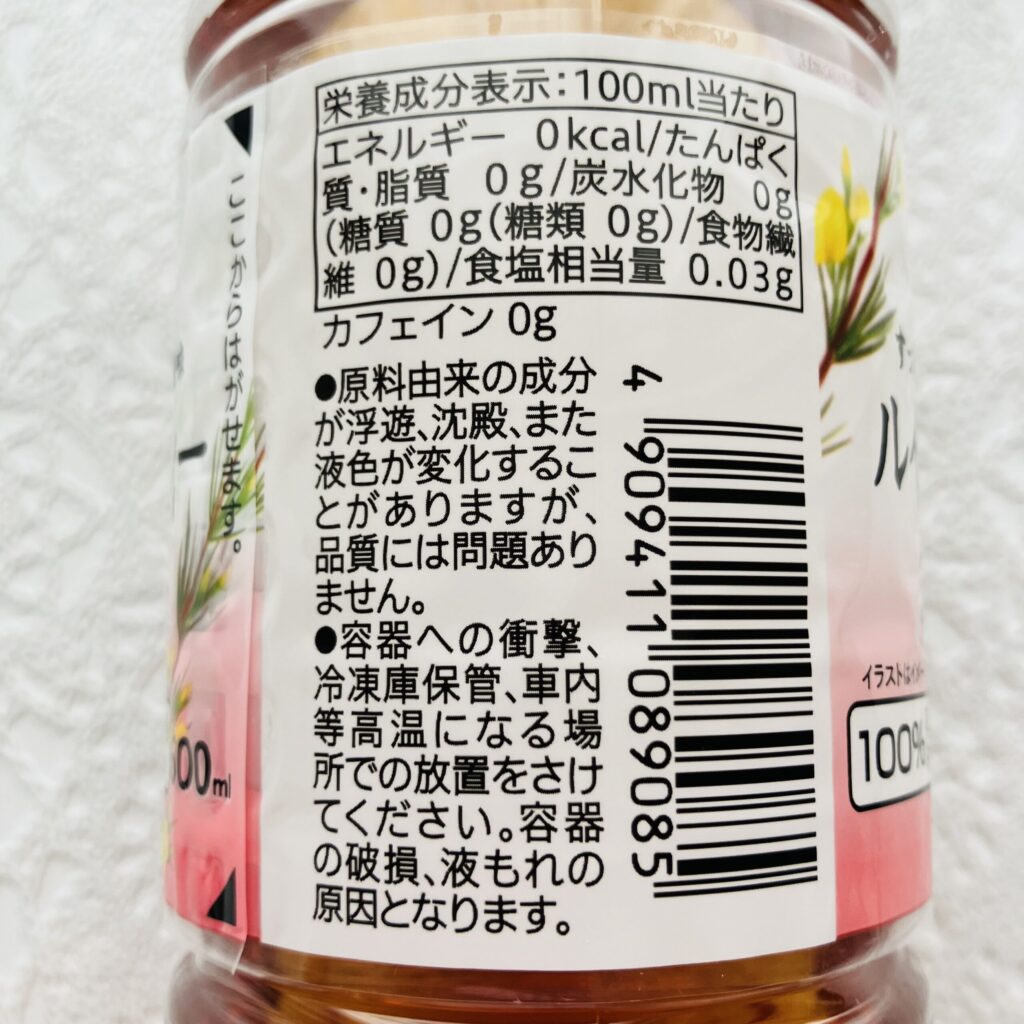 栄養成分表示:100ml当たり
エネルギー 0kcal/たんぱく
質・脂質 0g/炭水化物 0g
(糖質 0g(糖類 0g)/食物繊
維 0g)/食塩相当量 0.03g
カフェイン 0g
●原料由来の成分
が浮遊、沈殿、また
液色が変化するこ
とがありますが、
品質には問題あり
ません。
●容器への衝撃、
冷凍庫保管、車内
等高温になる場
所での放置をさけ
てください。容器
の破損、液もれの
原因となります。
4 909411 089085
ここからはがせます。
ー
00ml
ル
イラストはイメー
100%